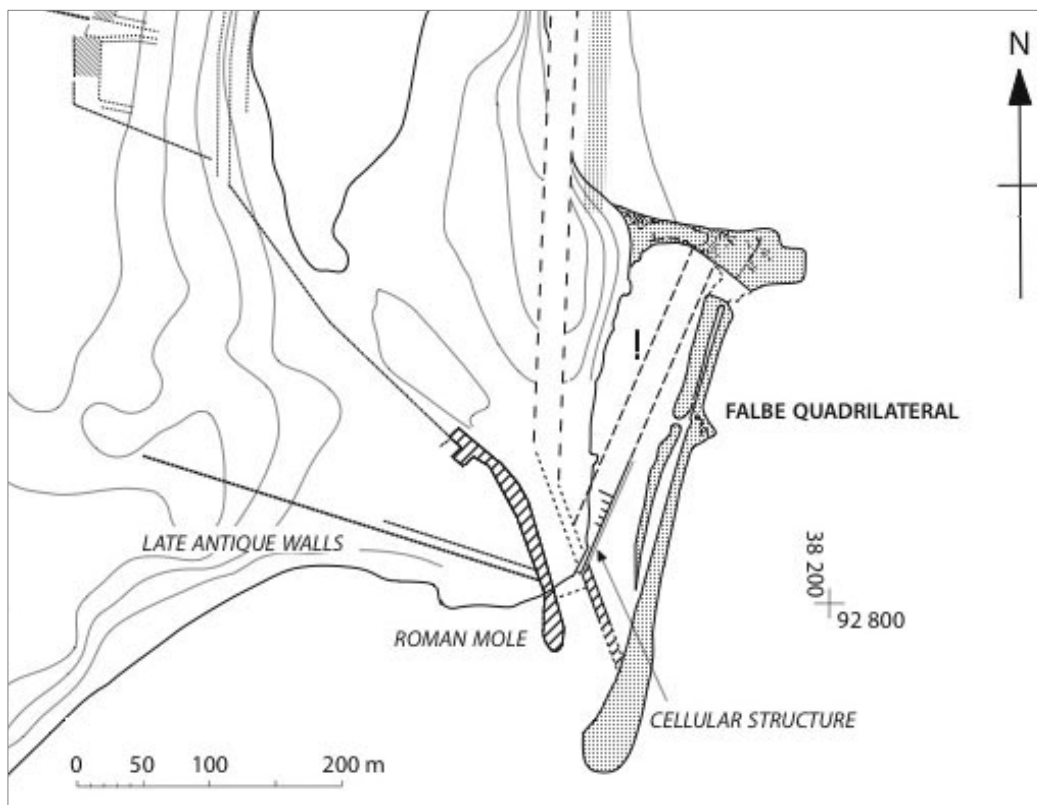 N
!
FALBE QUADRILATERAL
LATE ANTIQUE WALLS
38 200
92 800
ROMAN MOLE
CELLULAR STRUCTURE
0 50 100 200 m